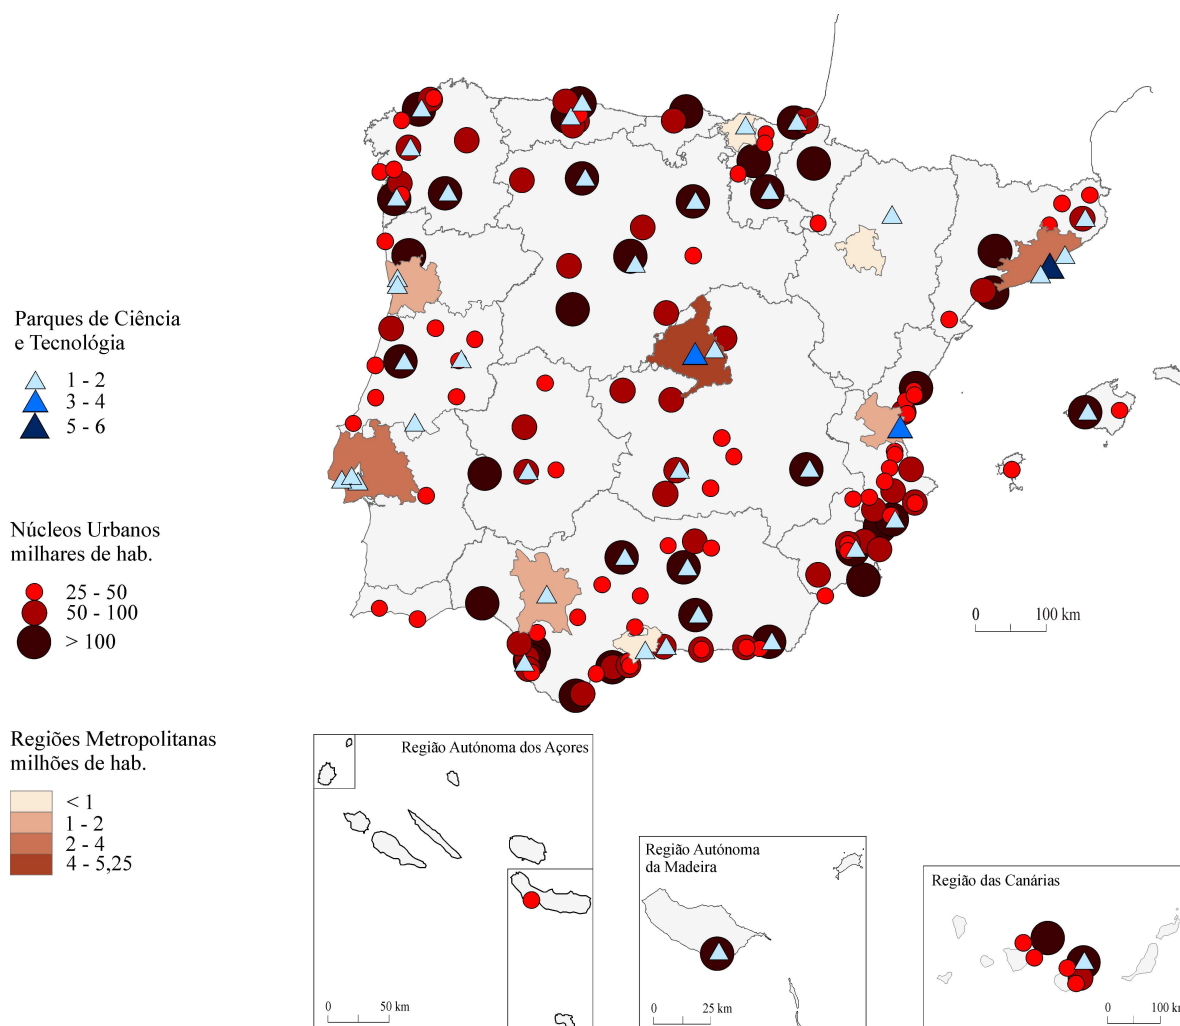 Parques de Ciência
e Tecnológia
1 - 2
3 - 4
5 - 6
Núcleos Urbanos
milhares de hab.
25 - 50
50 - 100
> 100
Regiões Metropolitanas
milhões de hab.
< 1
1 - 2
2 - 4
4 - 5,25
0 100 km
Região Autónoma dos Açores
0 50 km
Região Autónoma
da Madeira
0 25 km
Região das Canárias
0 100 km